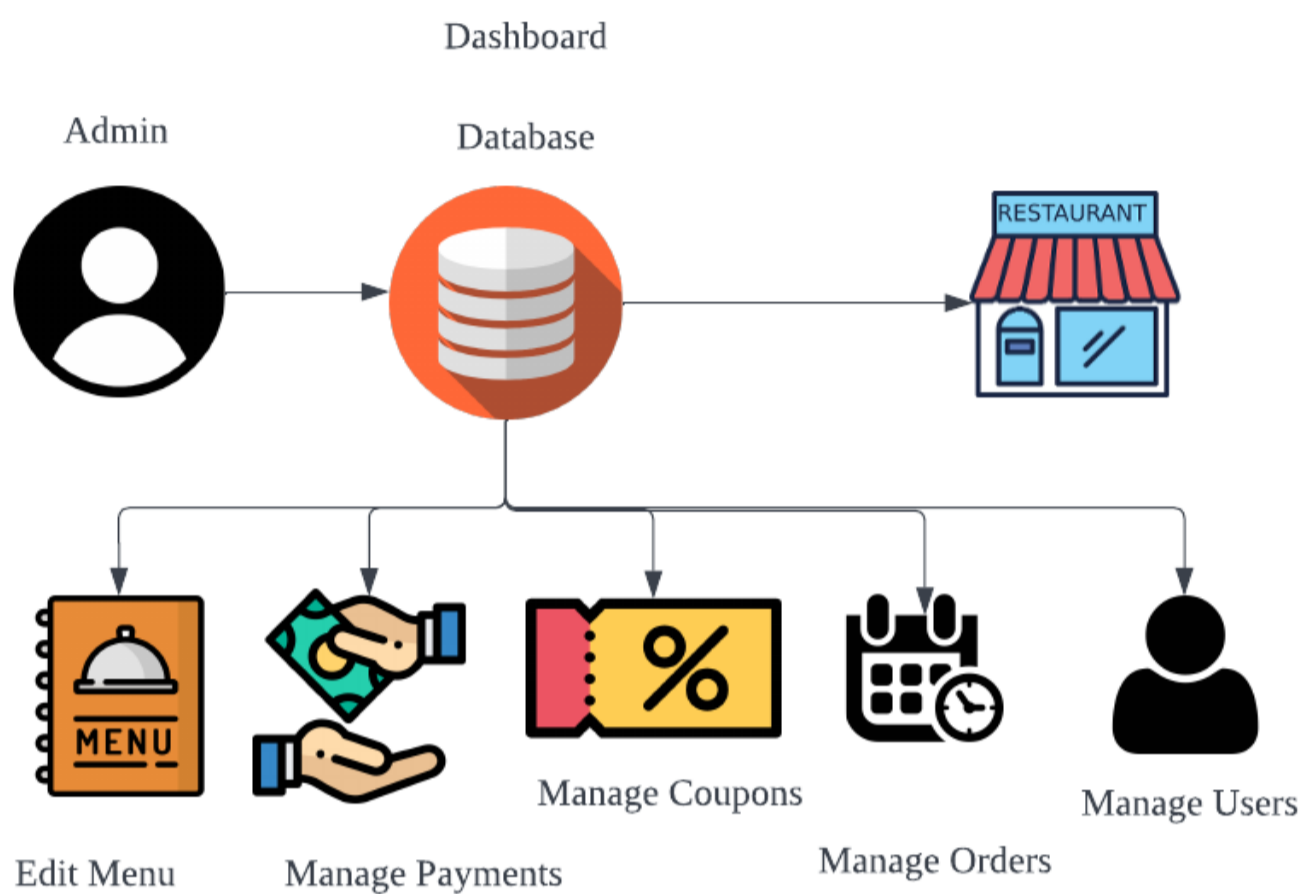 Dashboard
Admin
Database
RESTAURANT
MENU
Manage Coupons
Manage Users
Edit Menu
Manage Payments
Manage Orders